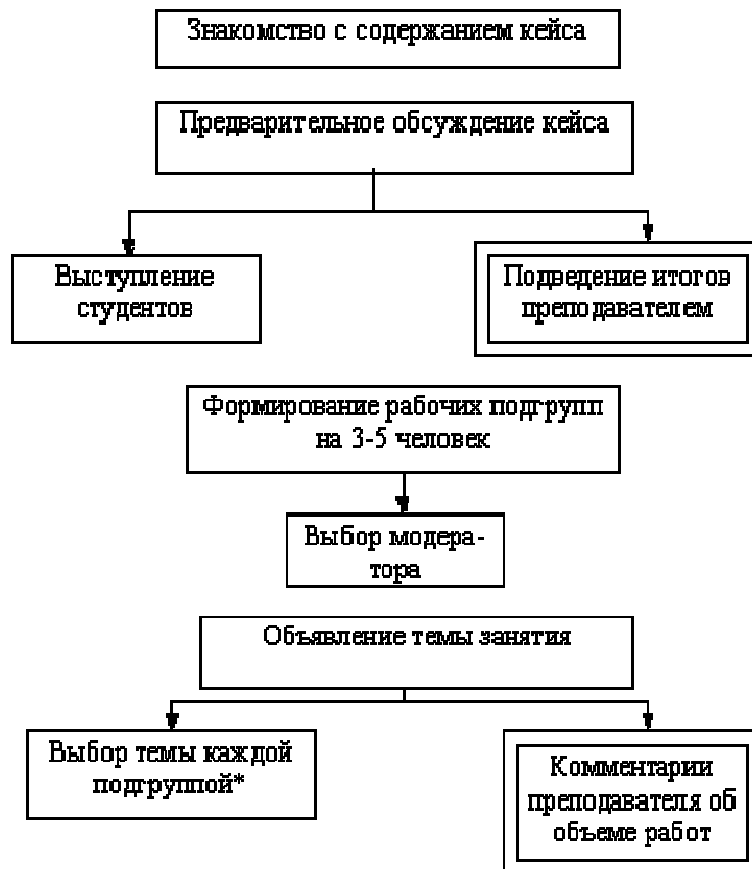 Знакомство с содержанием кейса
Предварительное обсуждение кейса
Выступление
студентов
Подведение итогов
преподавателем
Формирование рабочих подгрупп
на 3-5 человек
Выбор модера-
тора
Объявление темы занятия
Выбор темы каждой
подгруппой*
Комментарии
преподавателя об
объеме работ